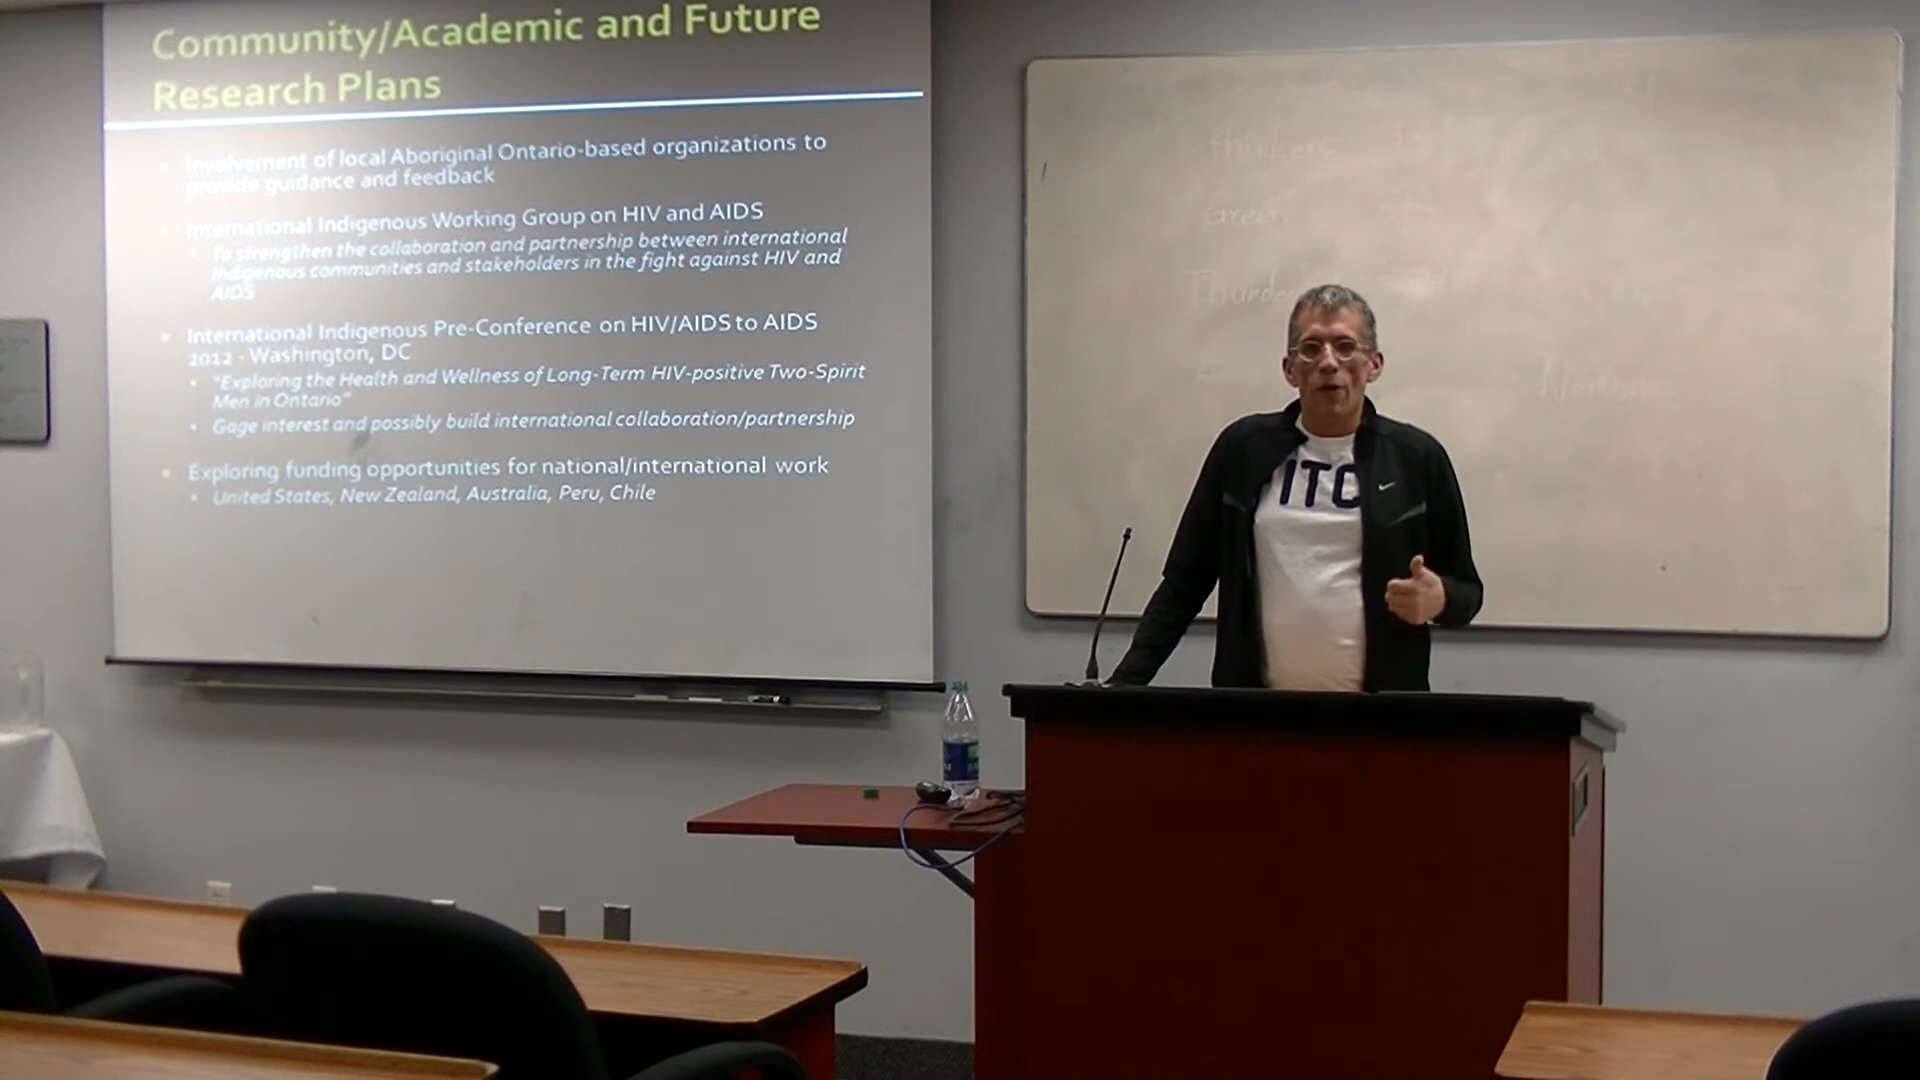 Community/Academic and Future
Research Plans
Involvement of local Aboriginal Ontario-based organizations to
provide guidance and feedback
International Indigenous Working Group on HIV and AIDS
To strengthen the collaboration and partnership between international
Indigenous communities and stakeholders in the fight against HIV and
AIDS
International Indigenous Pre-Conference on HIV/AIDS to AIDS
2012 - Washington, DC
"Exploring the Health and Wellness of Long-Term HIV-positive Two-Spirit
Men in Ontario"
Gage interest and possibly build international collaboration/partnership
Exploring funding opportunities for national/international work
United States, New Zealand, Australia, Peru, Chile
thinkers
Green
ITC